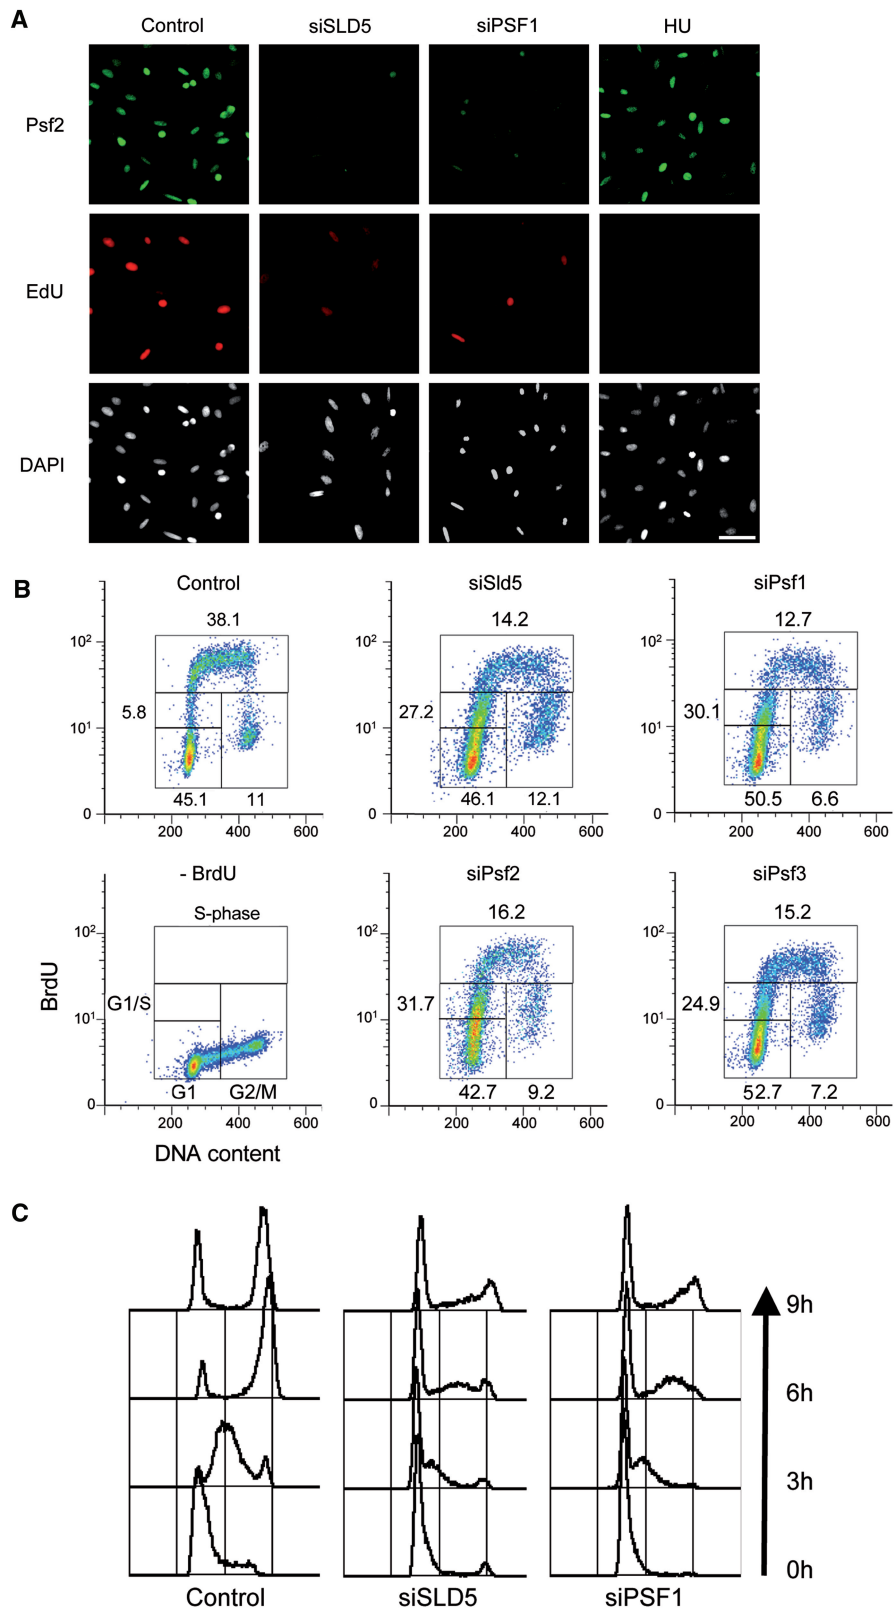 A
Control siSLD5 siPSF1 HU
Psf2
EdU
DAPI
B
Control siSld5 siPsf1
38.1 14.2 12.7
10² 10² 10²
5.8 27.2 30.1
10¹ 10¹ 10¹
45.1 11 46.1 12.1 50.5 6.6
0 0 0
200 400 600 200 400 600 200 400 600
- BrdU siPsf2 siPsf3
S-phase 16.2 15.2
10² 10² 10²
BrdU
G1/S 31.7 24.9
10¹ 10¹ 10¹
G1 G2/M 42.7 9.2 52.7 7.2
0 0 0
200 400 600 200 400 600 200 400 600
DNA content
C
9h
6h
3h
0h
Control siSLD5 siPSF1